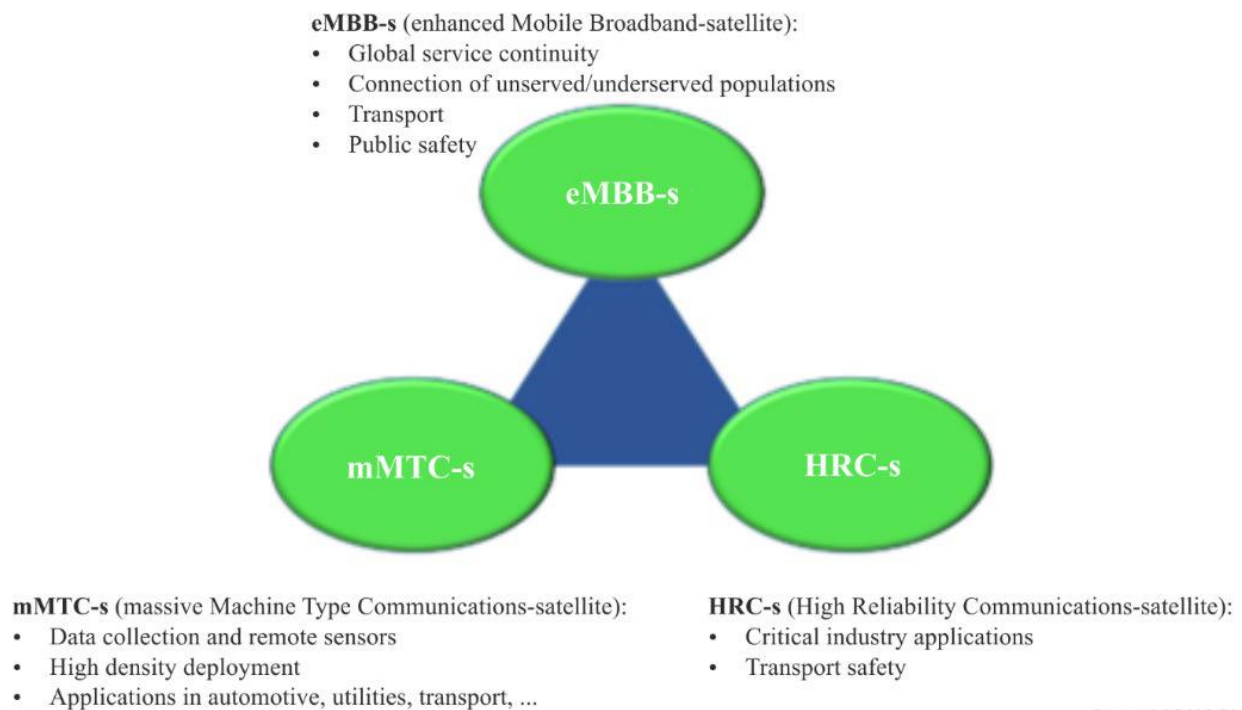 eMBB-s (enhanced Mobile Broadband-satellite):
• Global service continuity
• Connection of unserved/underserved populations
• Transport
• Public safety
eMBB-s
mMTC-s
HRC-s
mMTC-s (massive Machine Type Communications-satellite):
• Data collection and remote sensors
• High density deployment
• Applications in automotive, utilities, transport, ...
HRC-s (High Reliability Communications-satellite):
• Critical industry applications
• Transport safety